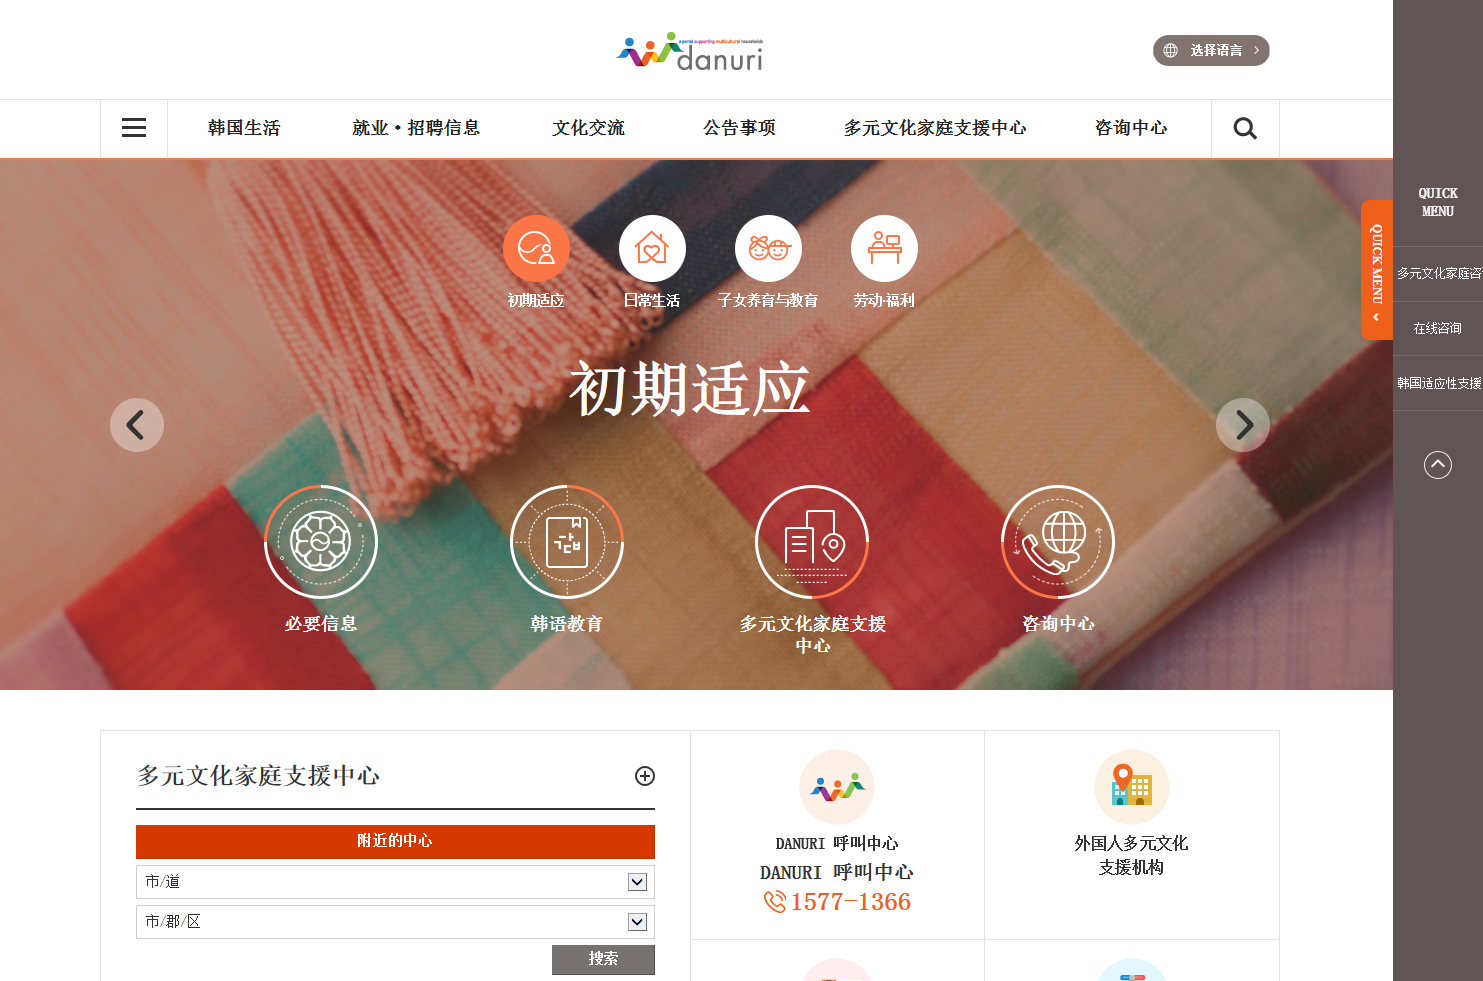 a portal supporting multicultural households
danuri
选择语言
韩国生活
就业·招聘信息
文化交流
公告事项
多元文化家庭支援中心
咨询中心
QUICK
MENU
QUICK MENU
多元文化家庭咨
在线咨询
韩国适应性支援
初期适应
日常生活
子女养育与教育
劳动·福利
初期适应
必要信息
韩语教育
多元文化家庭支援
中心
咨询中心
多元文化家庭支援中心
附近的中心
市/道
市/郡/区
搜索
DANURI 呼叫中心
DANURI 呼叫中心
1577-1366
外国人多元文化
支援机构